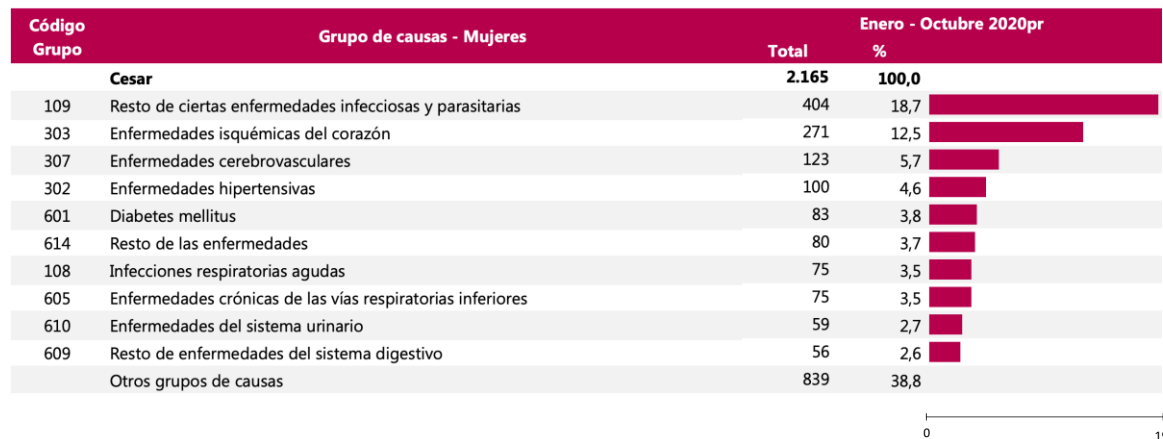 Código Grupo Grupo de causas - Mujeres Enero - Octubre 2020pr
Total %
Cesar 2.165 100,0
109 Resto de ciertas enfermedades infecciosas y parasitarias 404 18,7
303 Enfermedades isquémicas del corazón 271 12,5
307 Enfermedades cerebrovasculares 123 5,7
302 Enfermedades hipertensivas 100 4,6
601 Diabetes mellitus 83 3,8
614 Resto de las enfermedades 80 3,7
108 Infecciones respiratorias agudas 75 3,5
605 Enfermedades crónicas de las vías respiratorias inferiores 75 3,5
610 Enfermedades del sistema urinario 59 2,7
609 Resto de enfermedades del sistema digestivo 56 2,6
Otros grupos de causas 839 38,8
0